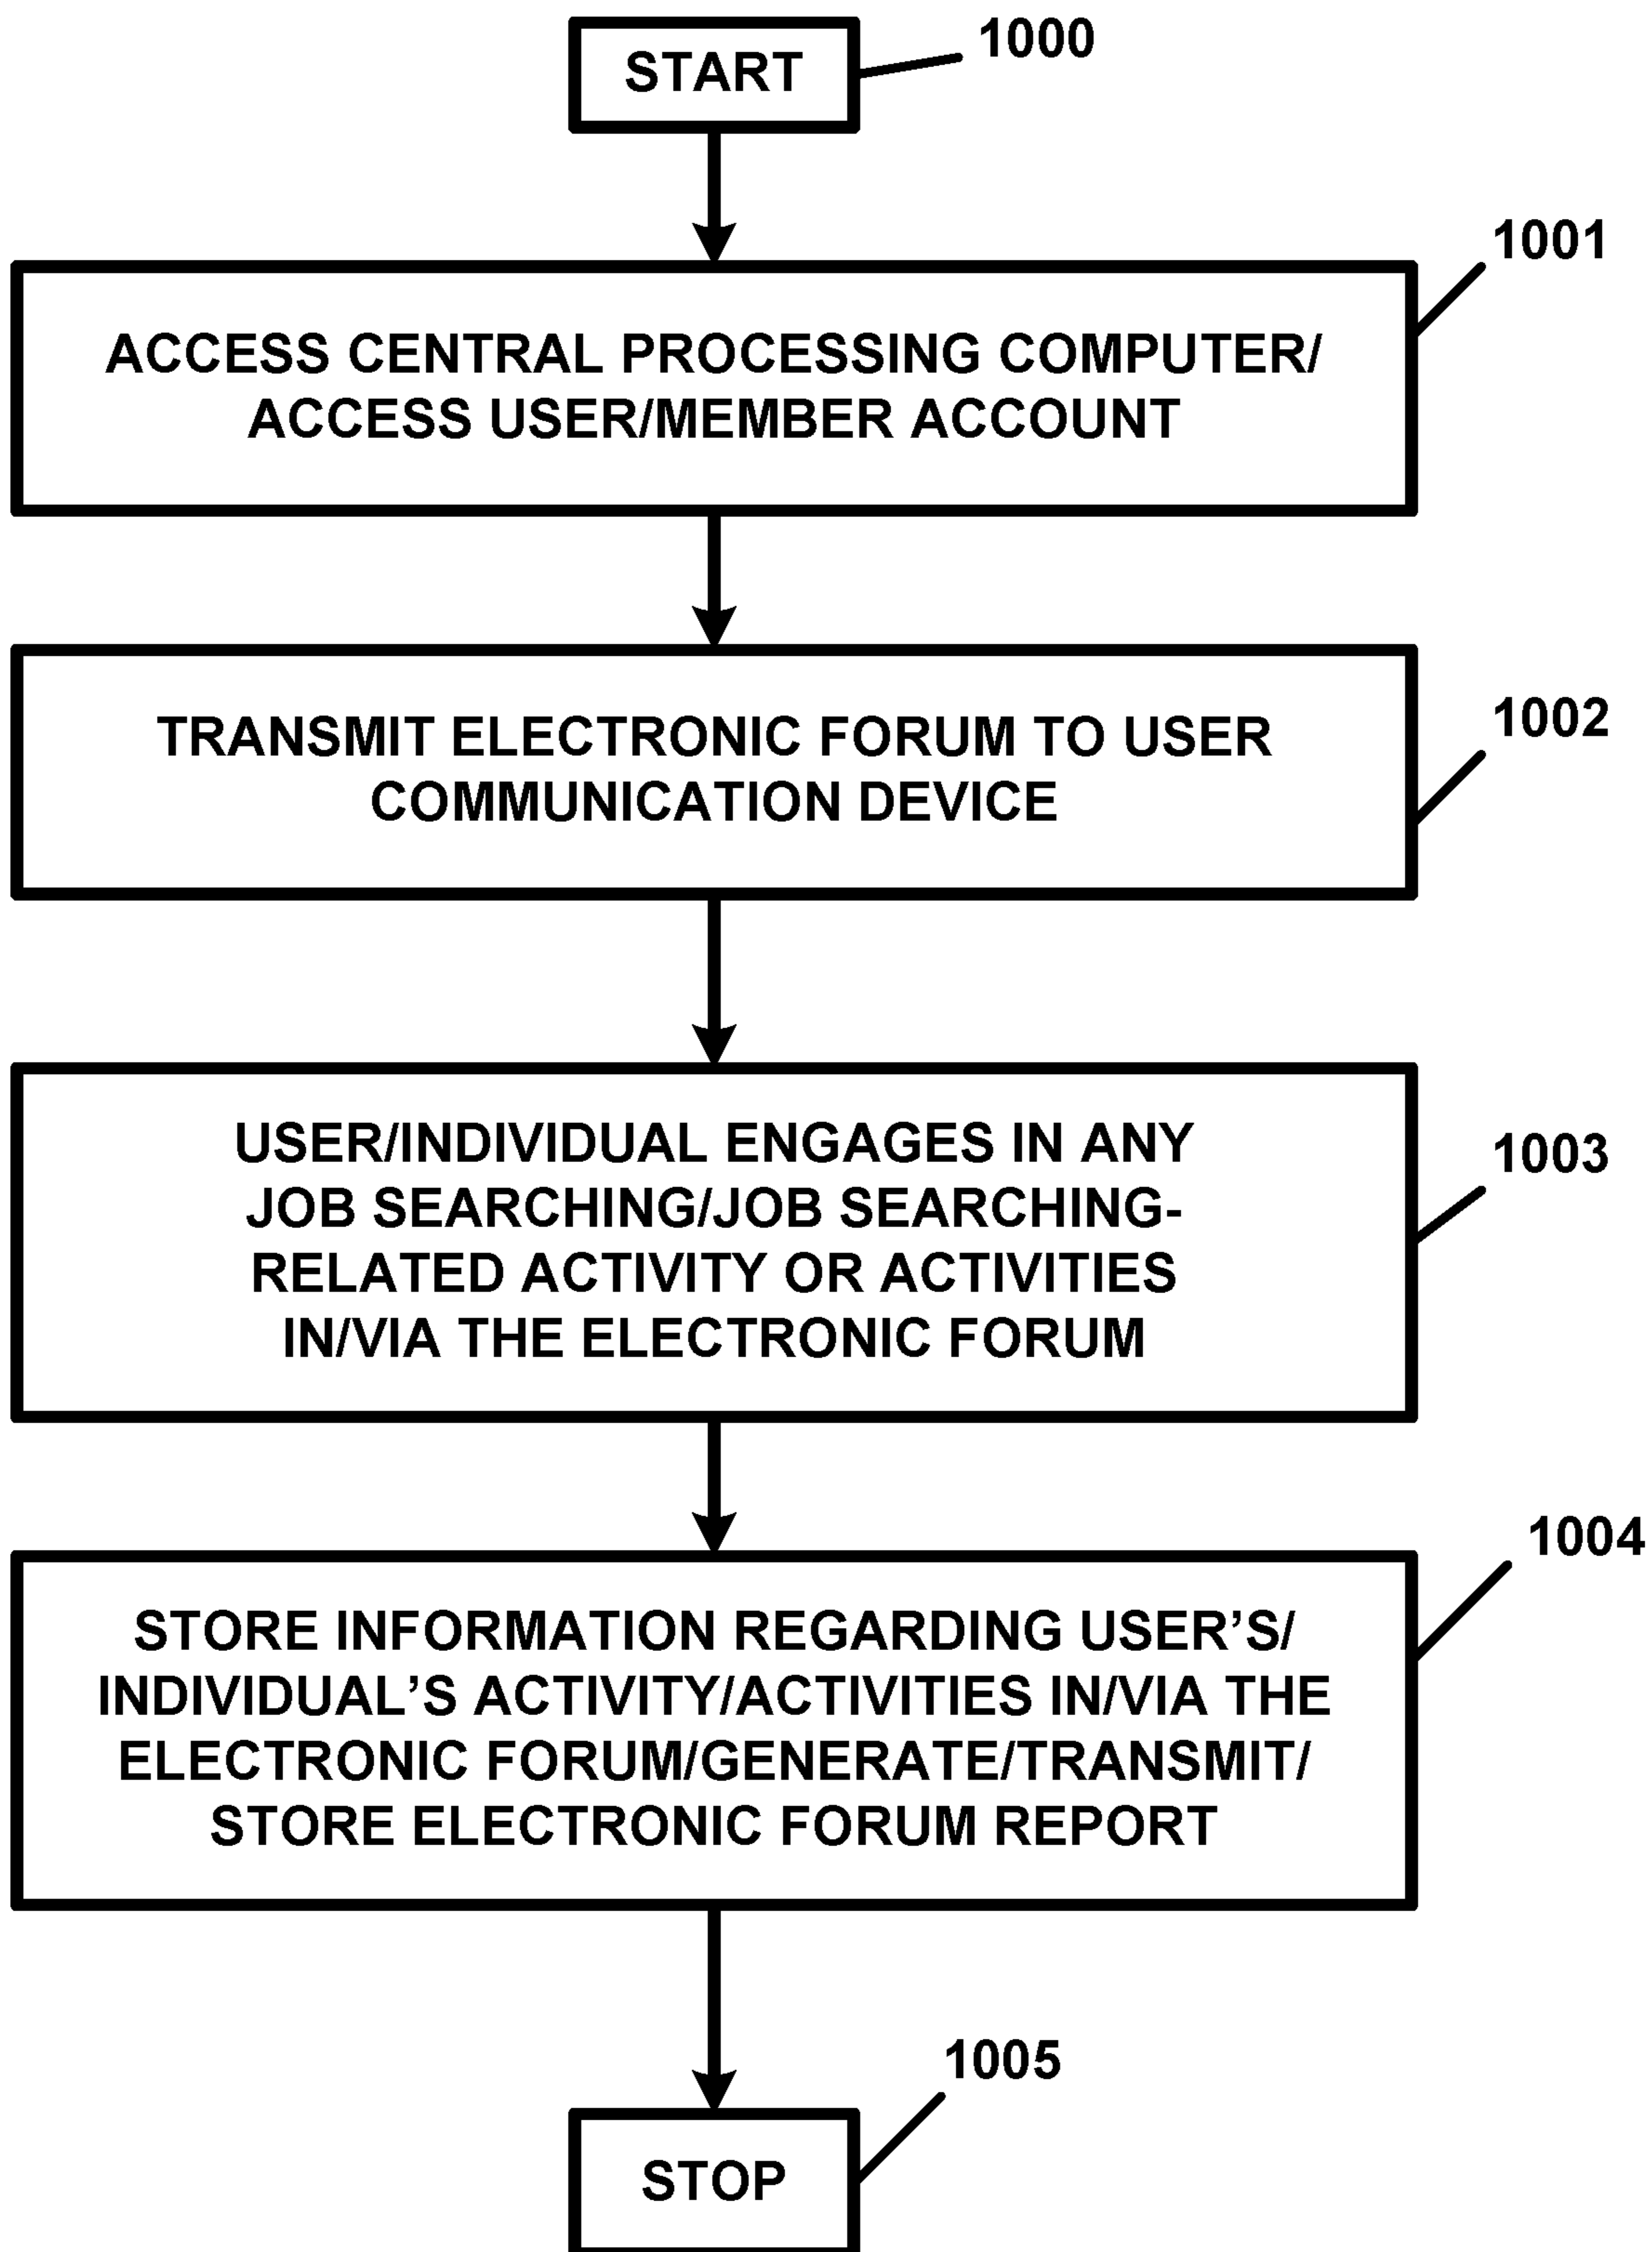 START
1000
1001
ACCESS CENTRAL PROCESSING COMPUTER/
ACCESS USER/MEMBER ACCOUNT
1002
TRANSMIT ELECTRONIC FORUM TO USER
COMMUNICATION DEVICE
1003
USER/INDIVIDUAL ENGAGES IN ANY
JOB SEARCHING/JOB SEARCHING-
RELATED ACTIVITY OR ACTIVITIES
IN/VIA THE ELECTRONIC FORUM
1004
STORE INFORMATION REGARDING USER’S/
INDIVIDUAL’S ACTIVITY/ACTIVITIES IN/VIA THE
ELECTRONIC FORUM/GENERATE/TRANSMIT/
STORE ELECTRONIC FORUM REPORT
1005
STOP